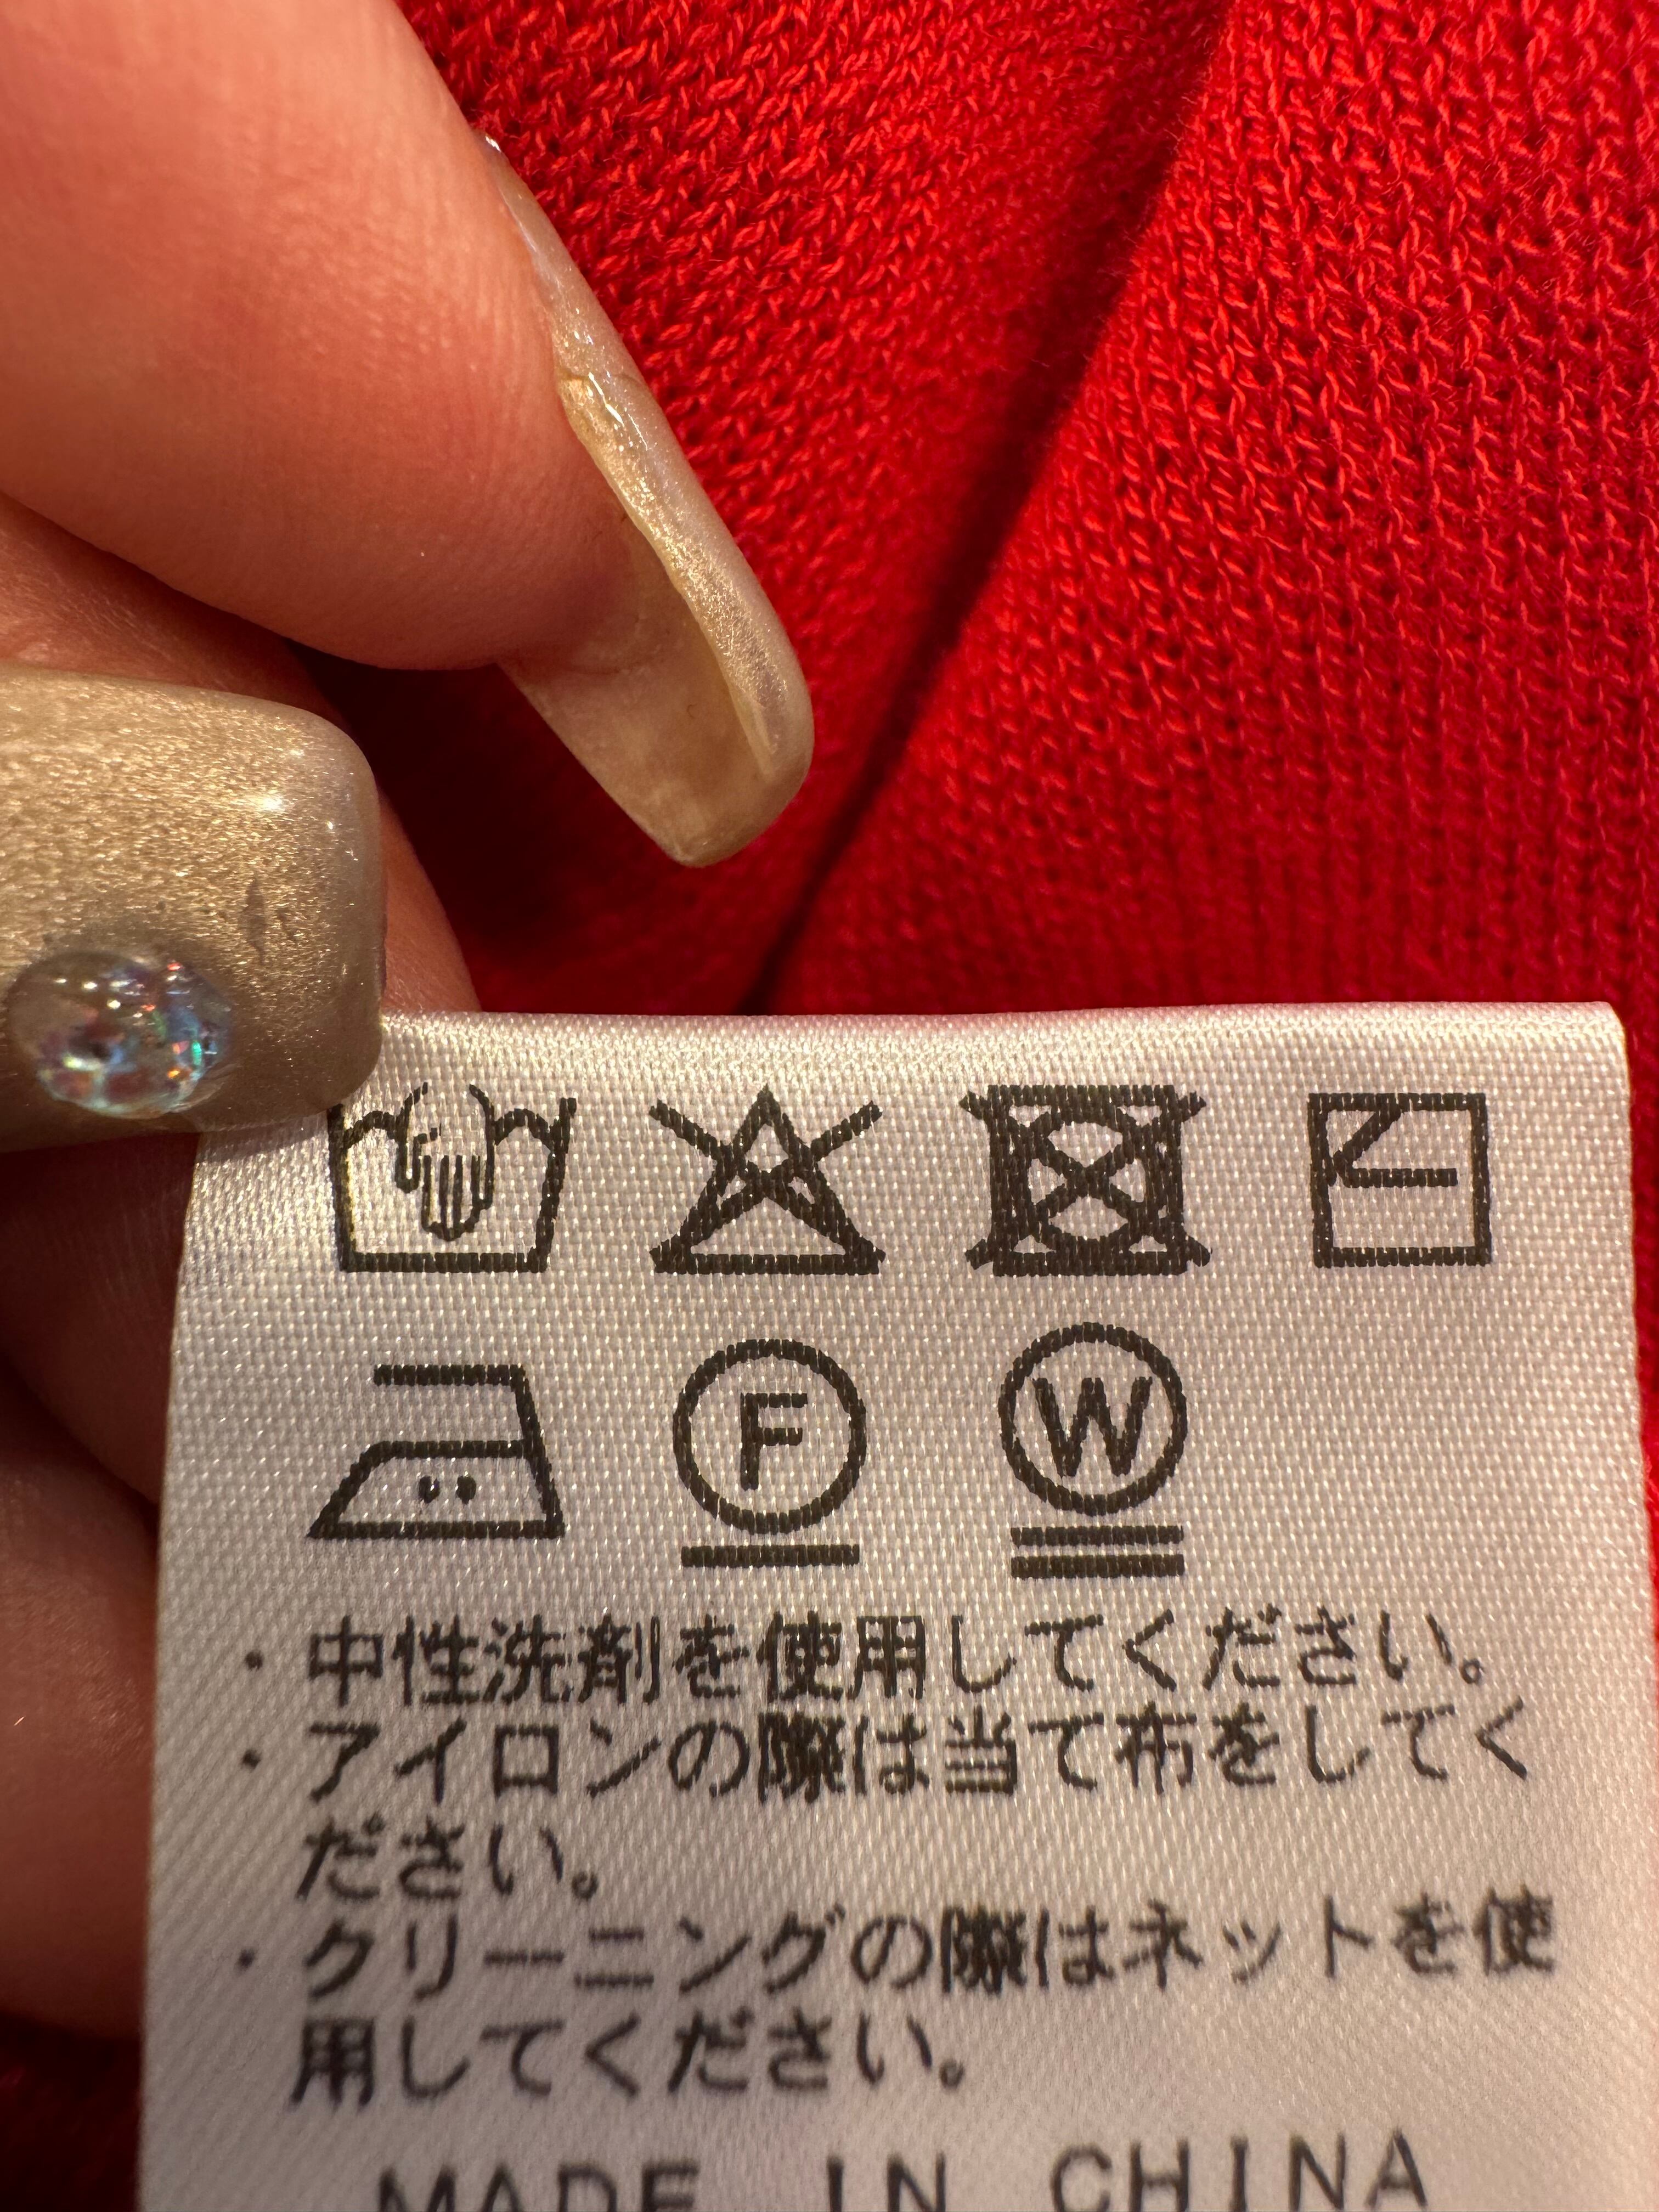 F W
・中性洗剤を使用してください。
・アイロンの際は当て布をしてく
ださい。
・クリーニングの際はネットを使
用してください。
MADE IN CHINA